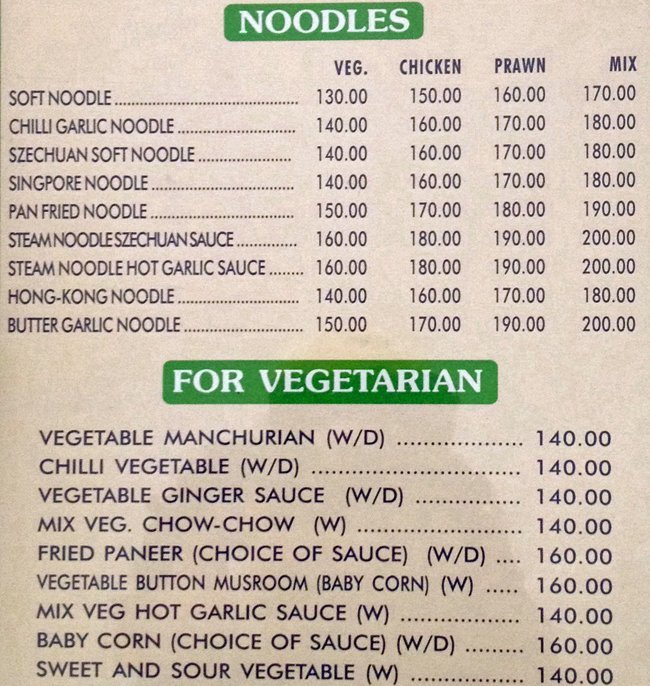 NOODLES
VEG. CHICKEN PRAWN MIX
SOFT NOODLE ........................................ 130.00 150.00 160.00 170.00
CHILLI GARLIC NOODLE .......................... 140.00 160.00 170.00 180.00
SZECHUAN SOFT NOODLE .................... 140.00 160.00 170.00 180.00
SINGPORE NOODLE ............................... 140.00 160.00 170.00 180.00
PAN FRIED NOODLE ............................... 150.00 170.00 180.00 190.00
STEAM NOODLE SZECHUAN SAUCE ............. 160.00 180.00 190.00 200.00
STEAM NOODLE HOT GARLIC SAUCE ........ 160.00 180.00 190.00 200.00
HONG-KONG NOODLE .......................... 140.00 160.00 170.00 180.00
BUTTER GARLIC NOODLE .......................... 150.00 170.00 190.00 200.00
FOR VEGETARIAN
VEGETABLE MANCHURIAN (W/D) ................... 140.00
CHILLI VEGETABLE (W/D) ................................ 140.00
VEGETABLE GINGER SAUCE (W/D) ................ 140.00
MIX VEG. CHOW-CHOW (W) ......................... 140.00
FRIED PANEER (CHOICE OF SAUCE) (W/D) .... 160.00
VEGETABLE BUTTON MUSROOM (BABY CORN) (W) ..... 160.00
MIX VEG HOT GARLIC SAUCE (W) .................. 140.00
BABY CORN (CHOICE OF SAUCE) (W/D) ......... 160.00
SWEET AND SOUR VEGETABLE (W) ................. 140.00